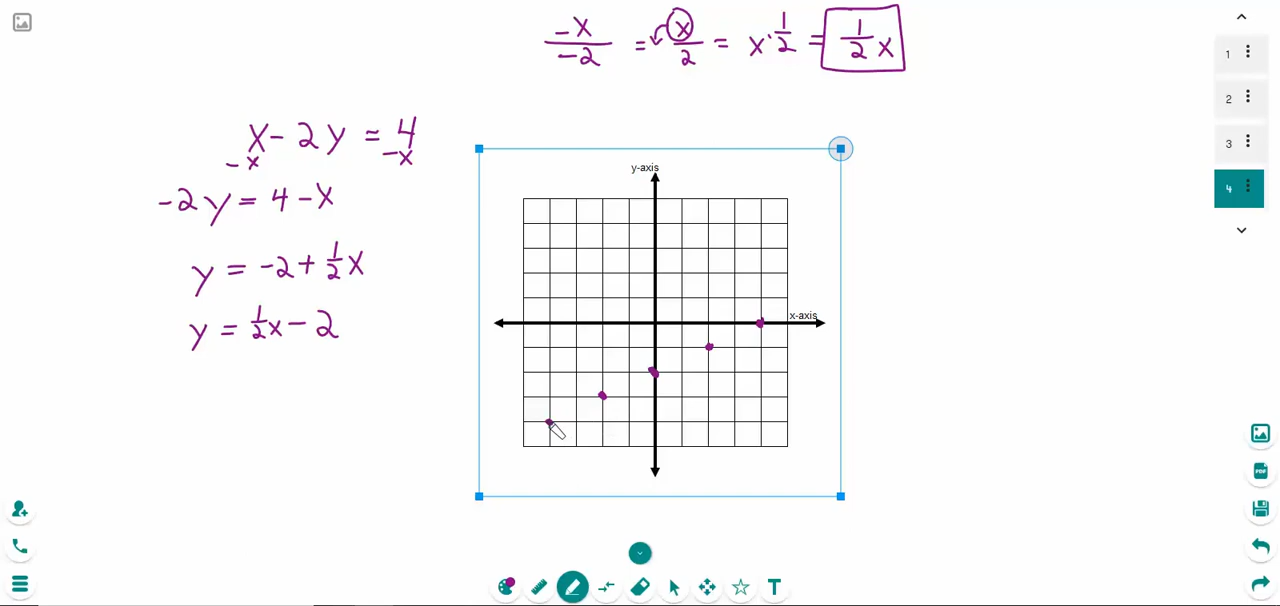 -x/-2 = x/2 = x · 1/2 = 1/2 x
x - 2y = 4
-x -x
-2y = 4 - x
y = -2 + 1/2 x
y = 1/2 x - 2
y-axis
x-axis
1
2
3
4
PDF
T